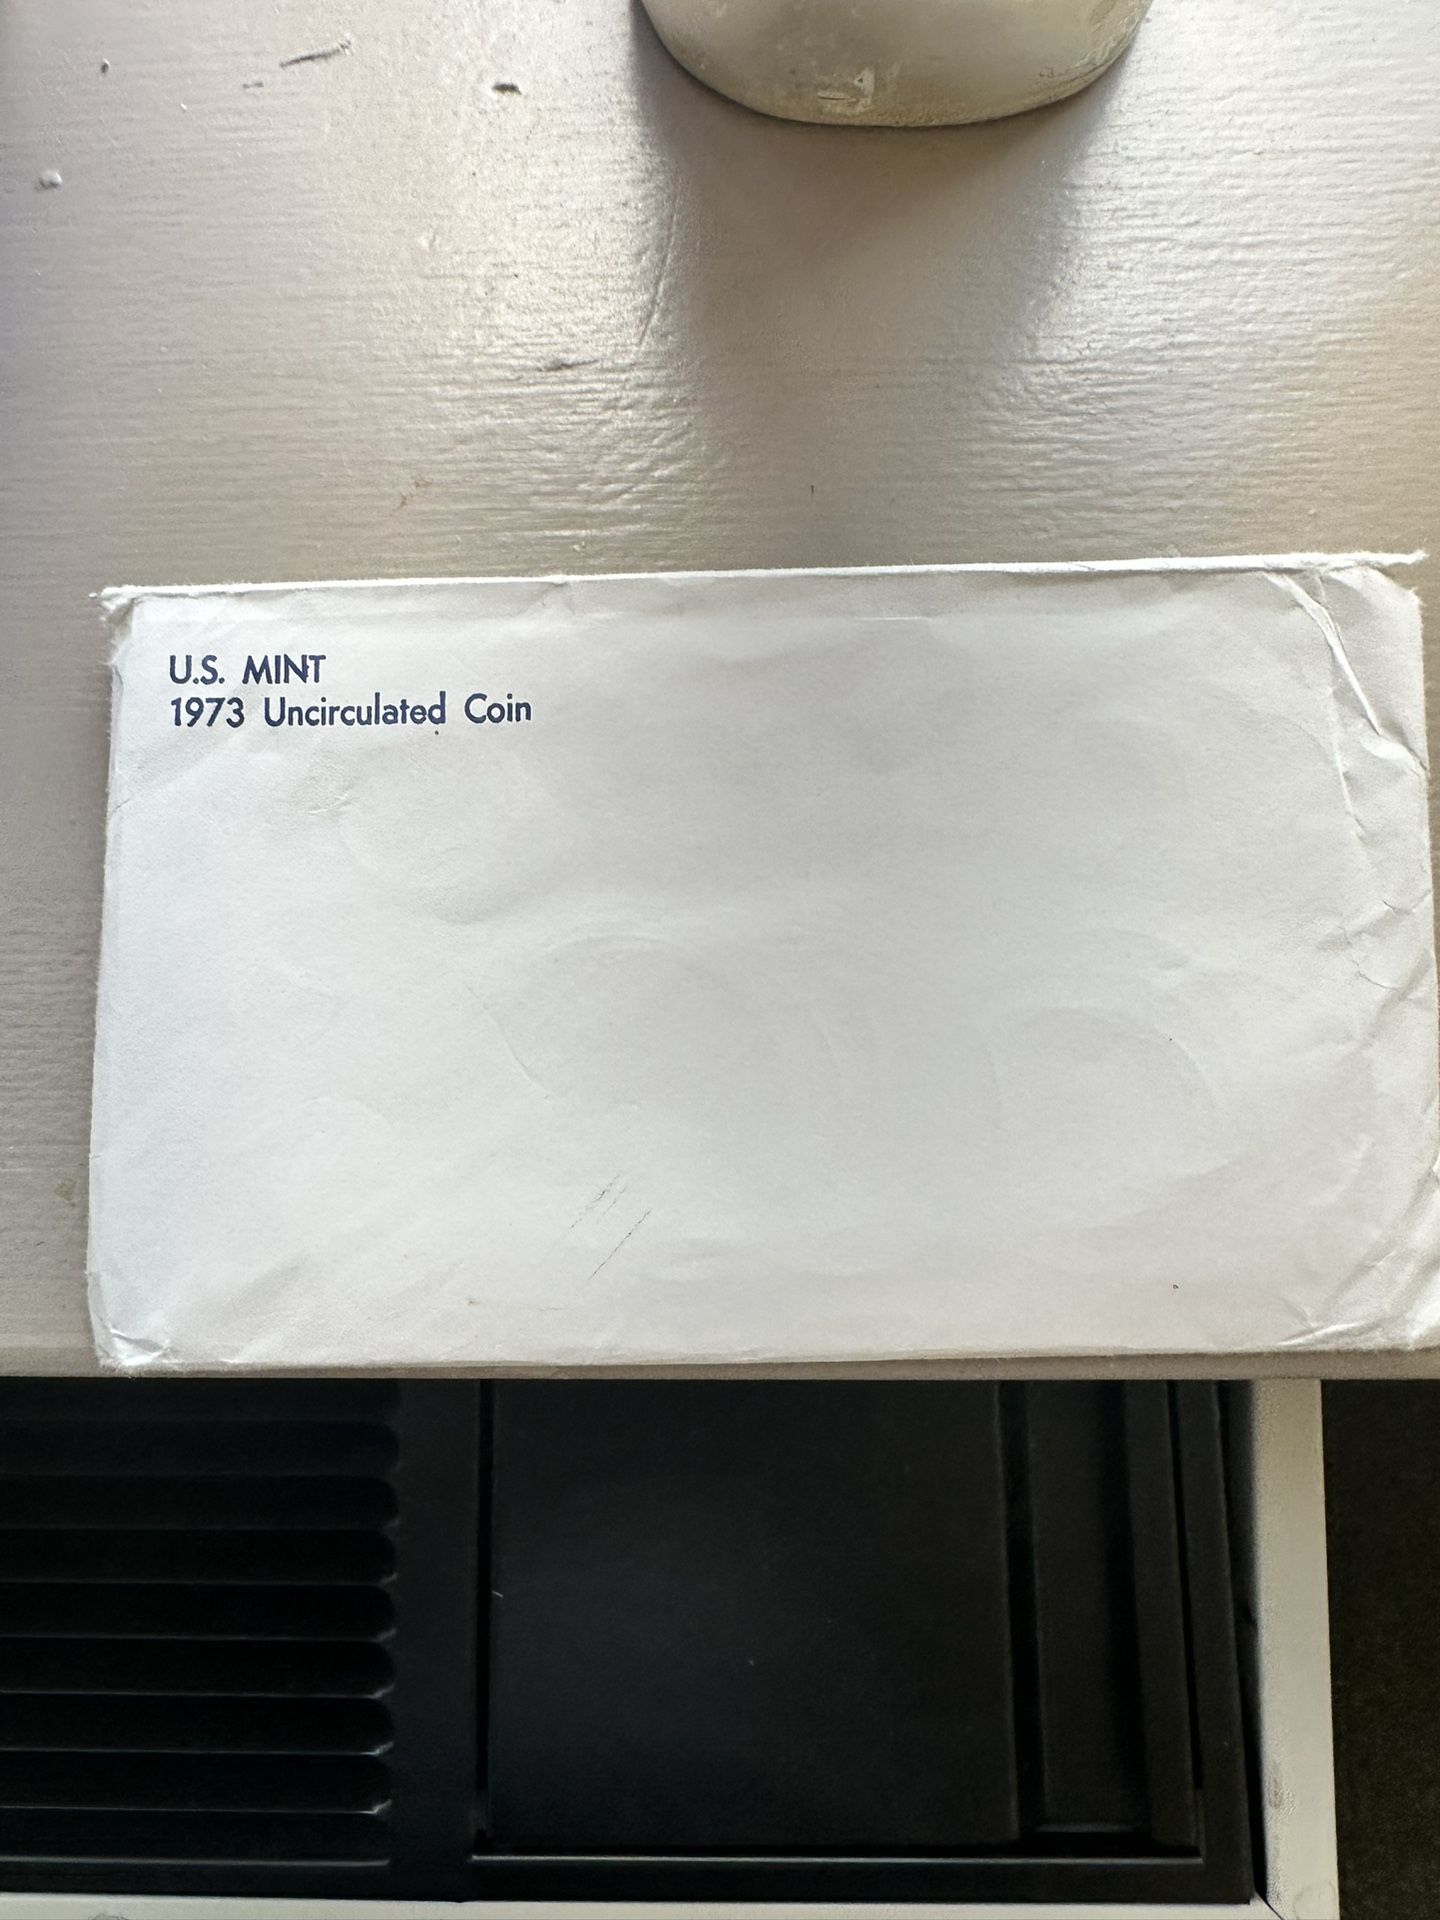 U.S. MINT
1973 Uncirculated Coin